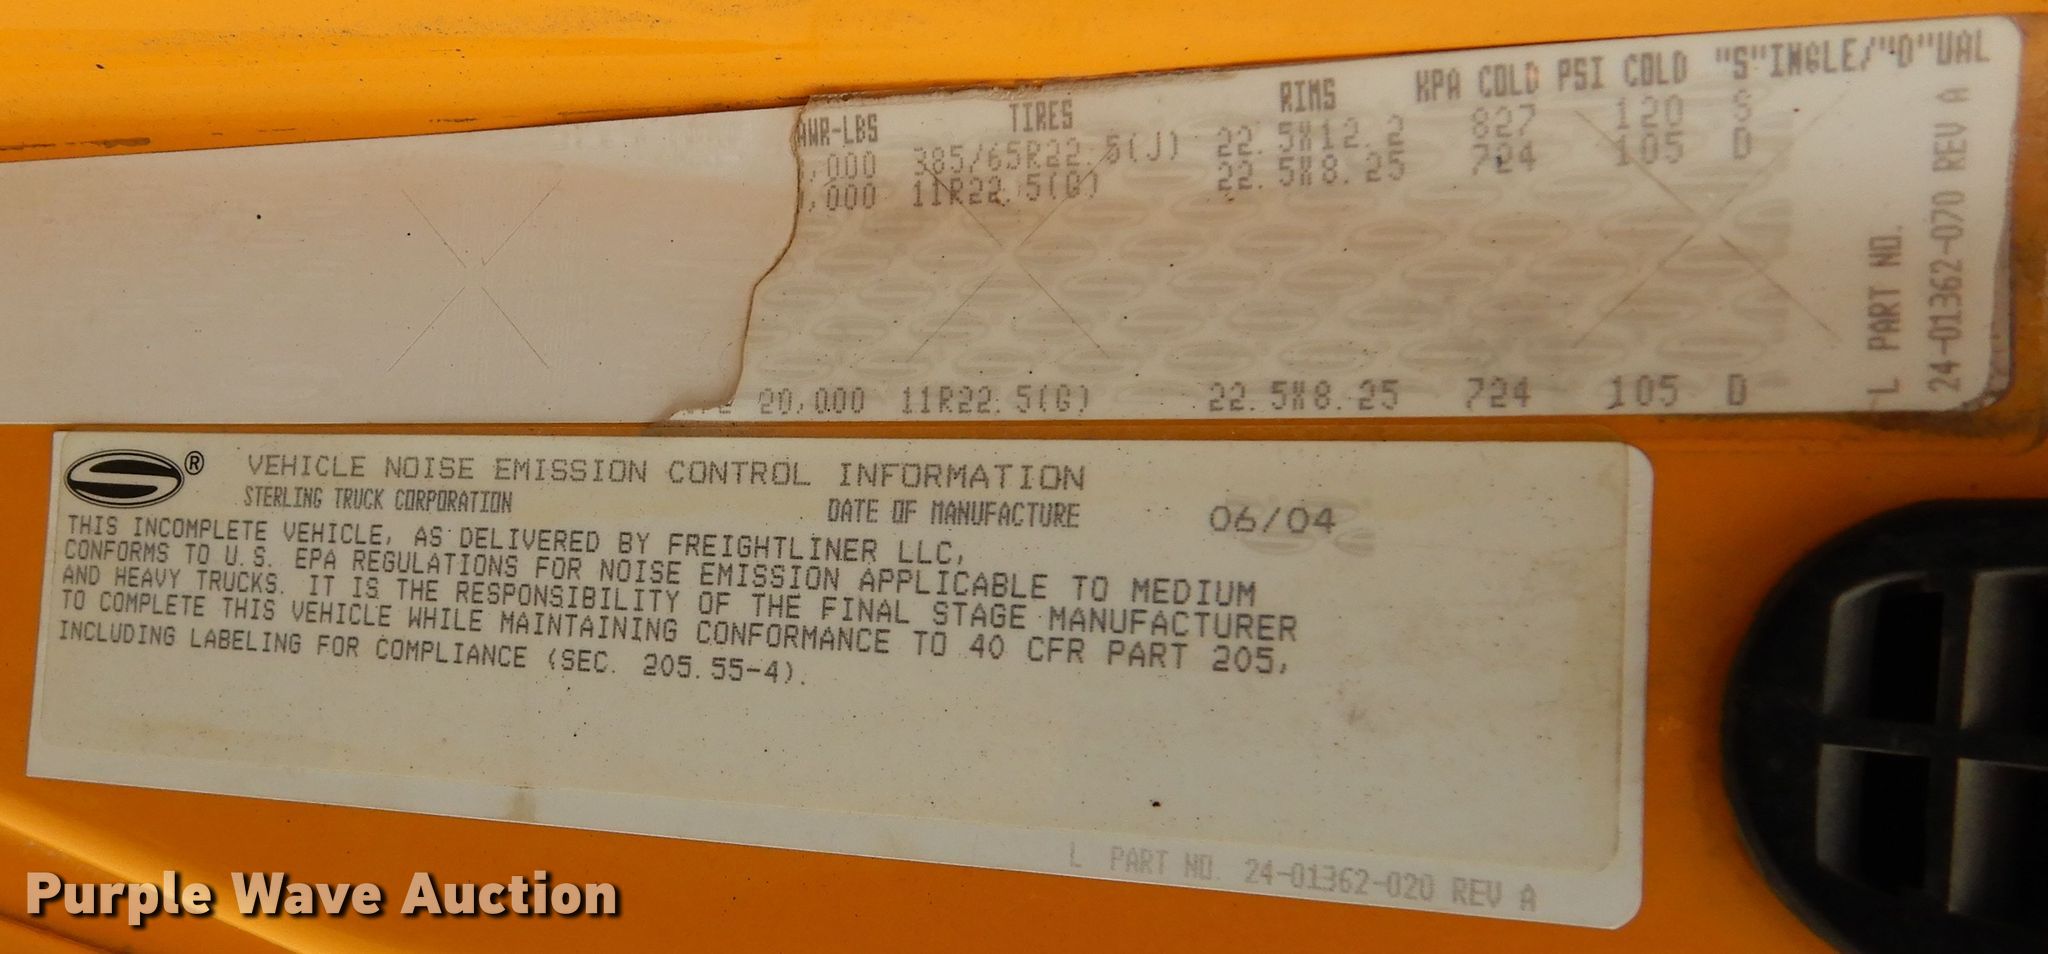 AWR-LBS TIRES RIMS KPA COLD PSI COLD "S"INGLE/"D"UAL
,000 385/65R22.5(J) 22.5X12.2 827 120 S
,000 11R22.5(G) 22.5X8.25 724 105 D
20,000 11R22.5(G) 22.5X8.25 724 105 D
L PART NO.
24-01362-070 REV A
S ® VEHICLE NOISE EMISSION CONTROL INFORMATION
STERLING TRUCK CORPORATION DATE OF MANUFACTURE 06/04
THIS INCOMPLETE VEHICLE, AS DELIVERED BY FREIGHTLINER LLC,
CONFORMS TO U.S. EPA REGULATIONS FOR NOISE EMISSION APPLICABLE TO MEDIUM
AND HEAVY TRUCKS. IT IS THE RESPONSIBILITY OF THE FINAL STAGE MANUFACTURER
TO COMPLETE THIS VEHICLE WHILE MAINTAINING CONFORMANCE TO 40 CFR PART 205,
INCLUDING LABELING FOR COMPLIANCE (SEC. 205.55-4).
L PART NO. 24-01362-020 REV A
Purple Wave Auction